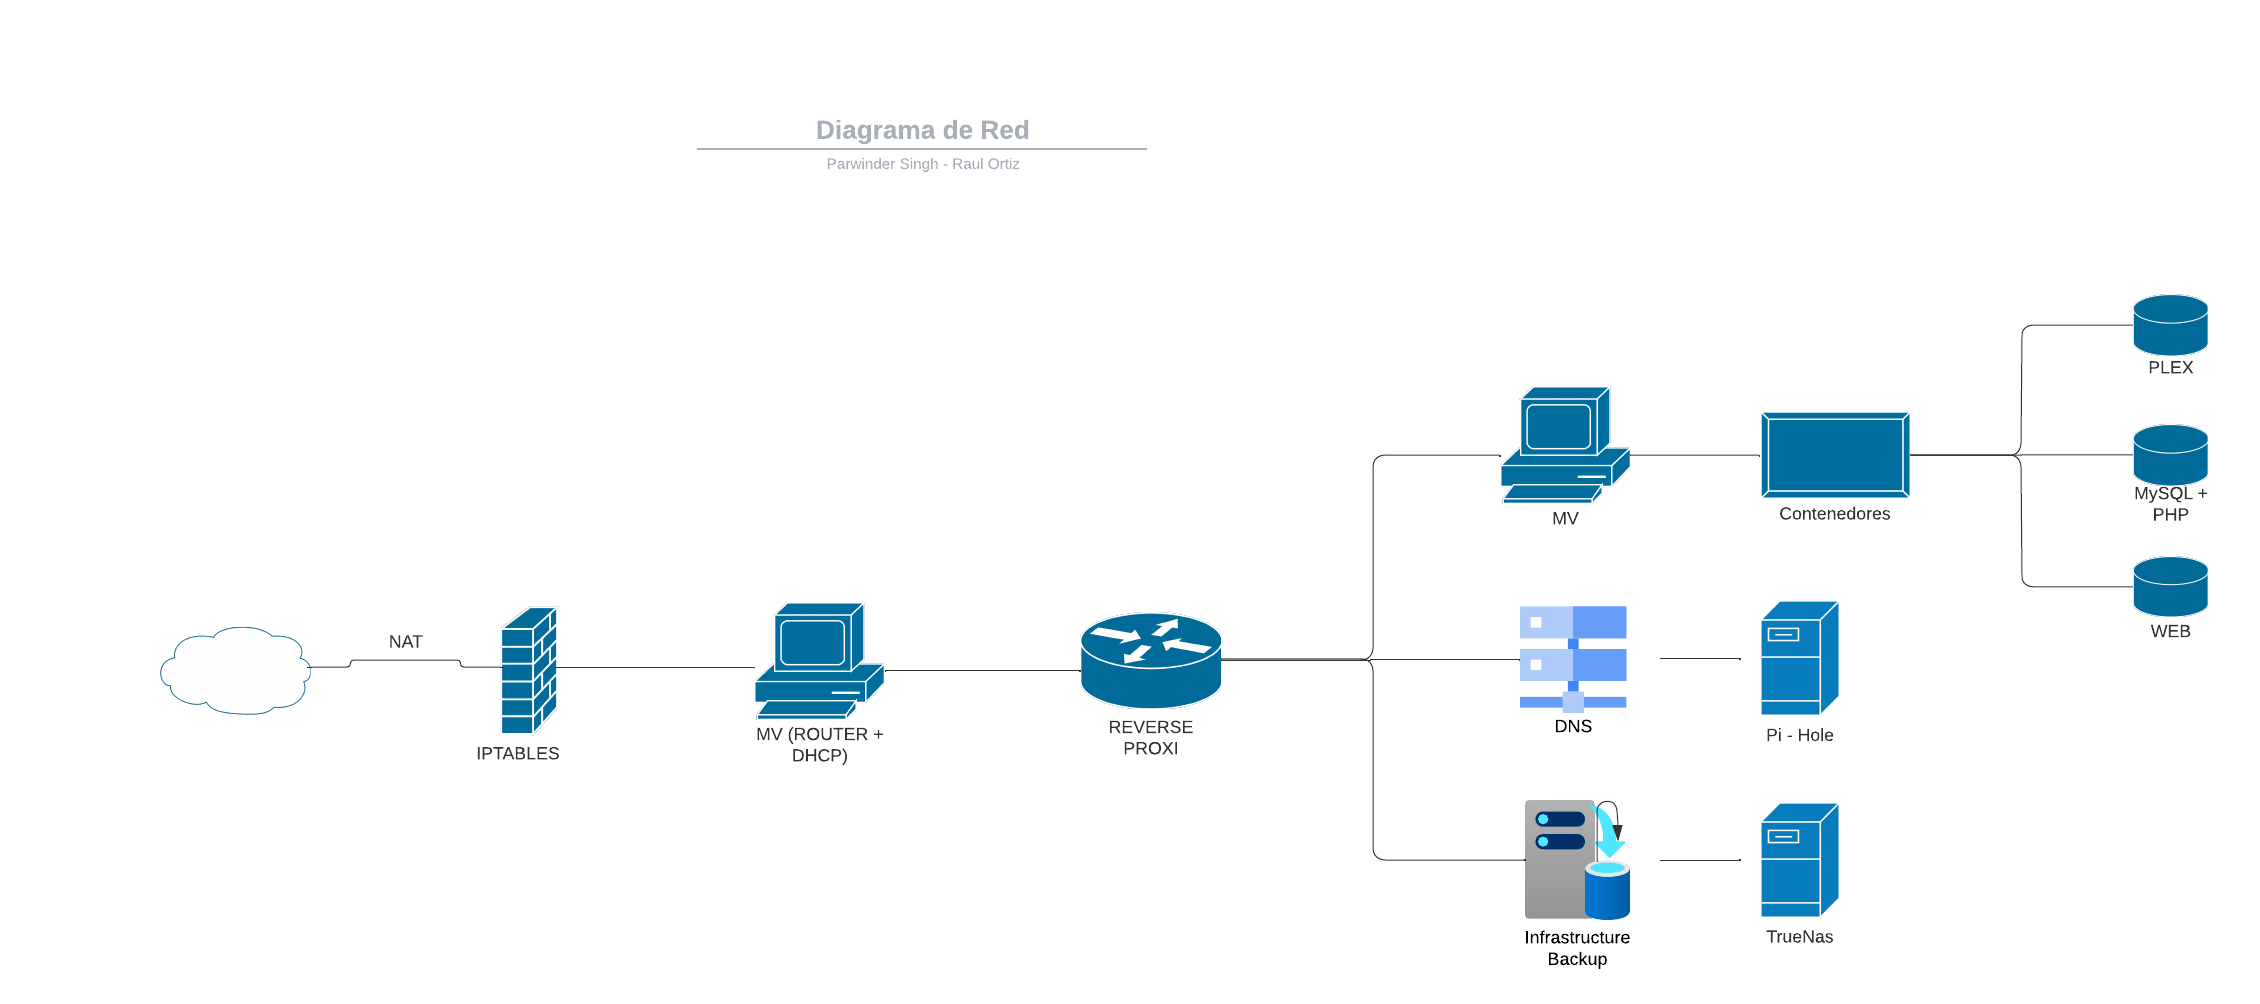 Diagrama de Red
Parwinder Singh - Raul Ortiz
NAT
IPTABLES
MV (ROUTER +
DHCP)
REVERSE
PROXI
MV
Contenedores
PLEX
MySQL +
PHP
WEB
DNS
Pi - Hole
Infrastructure
Backup
TrueNas